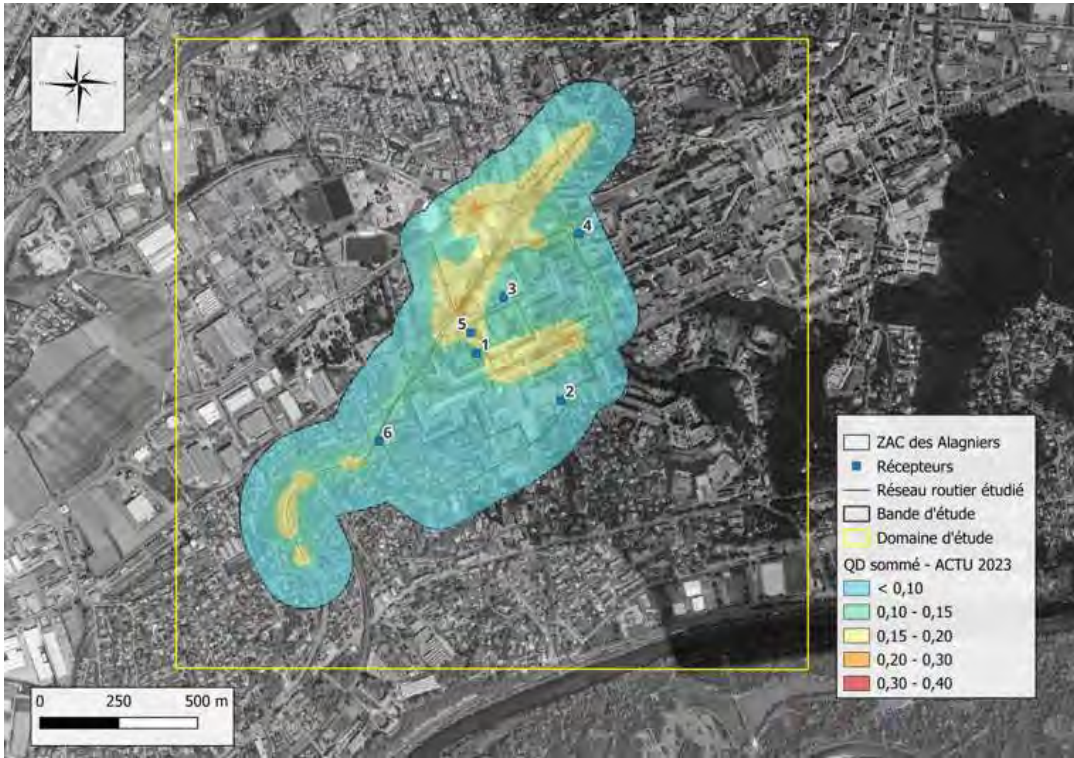 4
3
5
1
2
6
ZAC des Alagniers
Récepteurs
Réseau routier étudié
Bande d'étude
Domaine d'étude
QD sommé - ACTU 2023
< 0,10
0,10 - 0,15
0,15 - 0,20
0,20 - 0,30
0,30 - 0,40
0 250 500 m